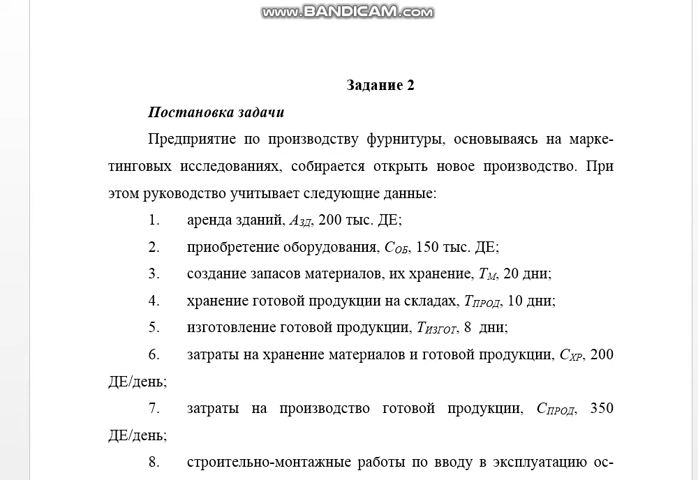 www.BANDICAM.com
Задание 2
Постановка задачи
Предприятие по производству фурнитуры, основываясь на марке-
тинговых исследованиях, собирается открыть новое производство. При
этом руководство учитывает следующие данные:
1. аренда зданий, AЗД, 200 тыс. ДЕ;
2. приобретение оборудования, CОБ, 150 тыс. ДЕ;
3. создание запасов материалов, их хранение, TМ, 20 дни;
4. хранение готовой продукции на складах, TПРОД, 10 дни;
5. изготовление готовой продукции, TИЗГОТ, 8 дни;
6. затраты на хранение материалов и готовой продукции, CХР, 200
ДЕ/день;
7. затраты на производство готовой продукции, CПРОД, 350
ДЕ/день;
8. строительно-монтажные работы по вводу в эксплуатацию ос-